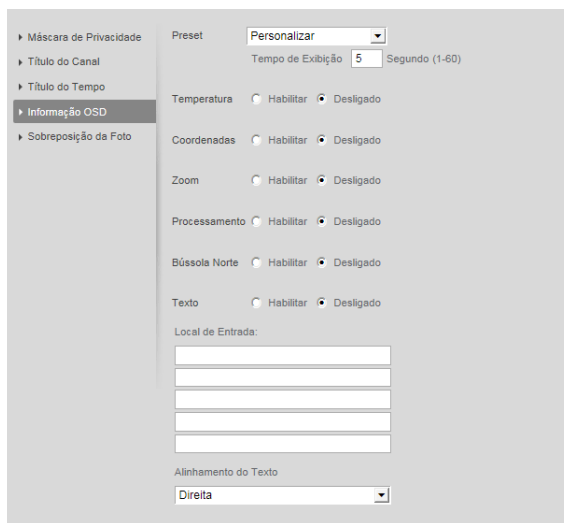 Máscara de Privacidade
Título do Canal
Título do Tempo
Informação OSD
Sobreposição da Foto
Preset Personalizar
Tempo de Exibição 5 Segundo (1-60)
Temperatura Habilitar Desligado
Coordenadas Habilitar Desligado
Zoom Habilitar Desligado
Processamento Habilitar Desligado
Bússola Norte Habilitar Desligado
Texto Habilitar Desligado
Local de Entrada:
Alinhamento do Texto
Direita